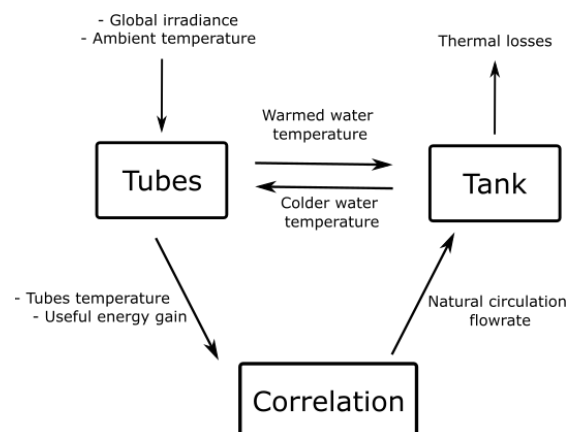 - Global irradiance
- Ambient temperature
Thermal losses
Warmed water
temperature
Tubes
Tank
Colder water
temperature
- Tubes temperature
- Useful energy gain
Natural circulation
flowrate
Correlation